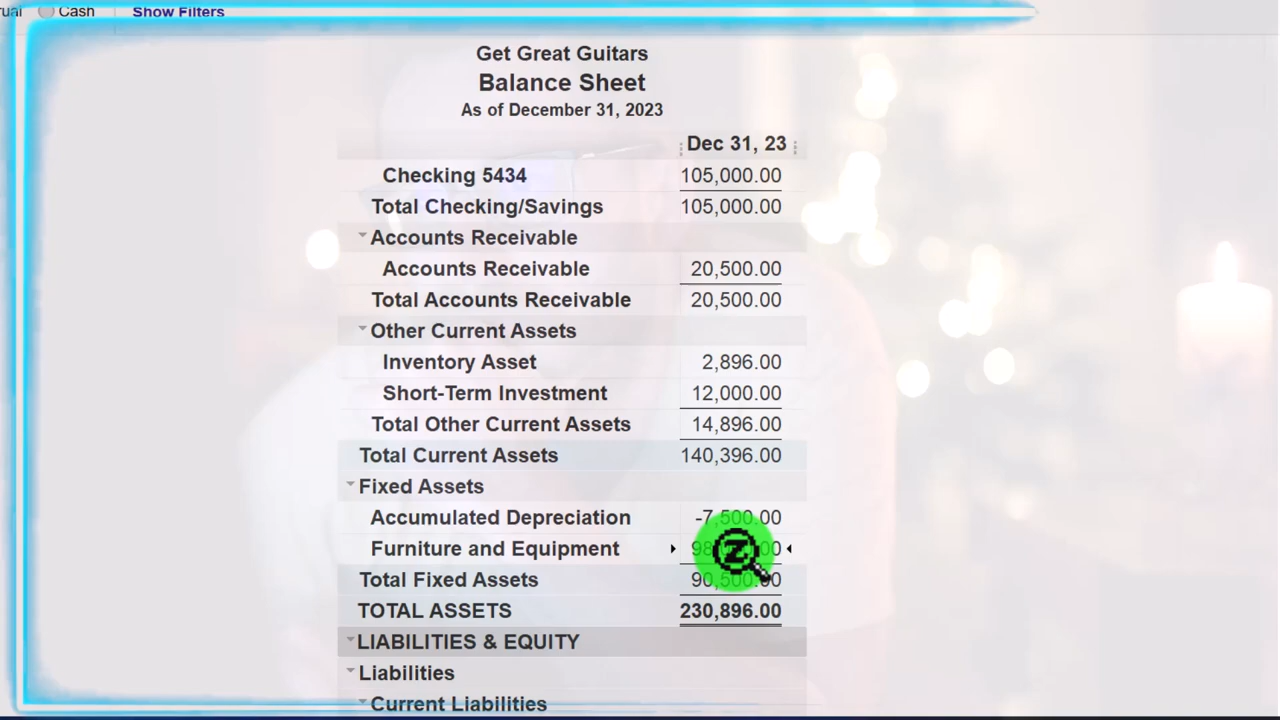 Cash Show Filters
Get Great Guitars
Balance Sheet
As of December 31, 2023
Dec 31, 23
Checking 5434 105,000.00
Total Checking/Savings 105,000.00
Accounts Receivable
Accounts Receivable 20,500.00
Total Accounts Receivable 20,500.00
Other Current Assets
Inventory Asset 2,896.00
Short-Term Investment 12,000.00
Total Other Current Assets 14,896.00
Total Current Assets 140,396.00
Fixed Assets
Accumulated Depreciation -7,500.00
Furniture and Equipment
Total Fixed Assets 90,500.00
TOTAL ASSETS 230,896.00
LIABILITIES & EQUITY
Liabilities
Current Liabilities